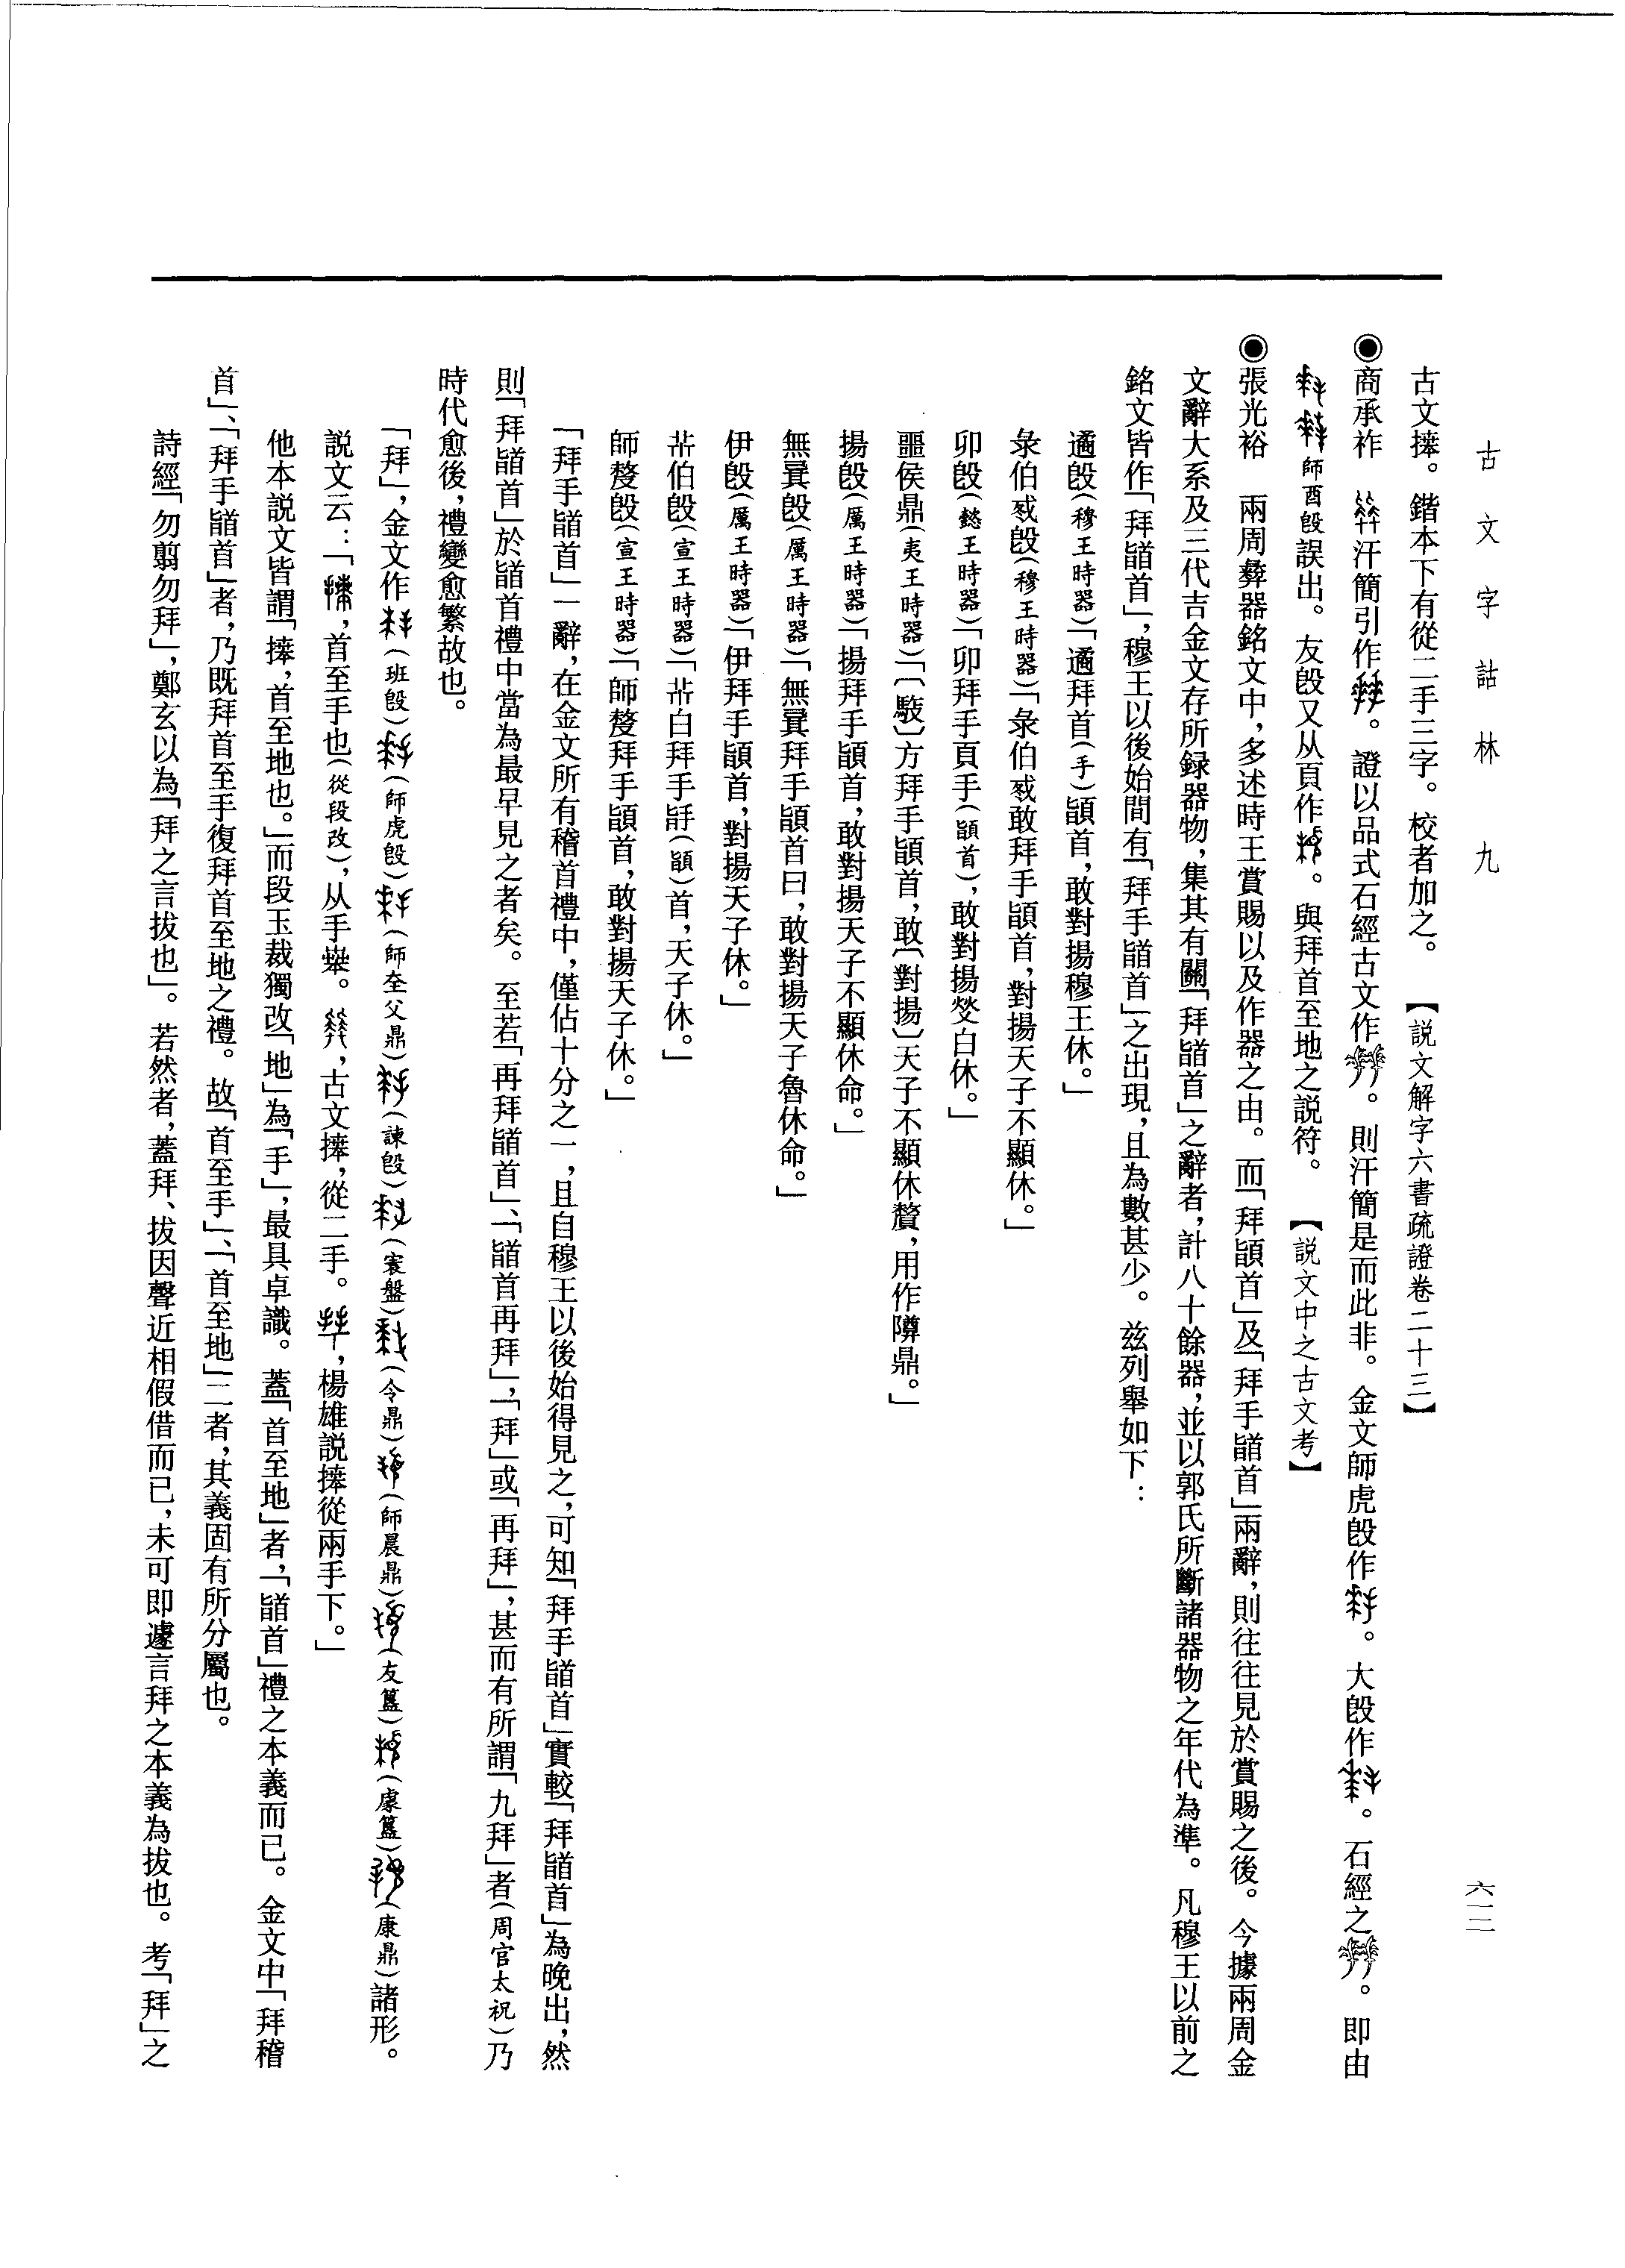 古文字詁林　九
六一二
古文𢷎。鍇本下有從二手三字。校者加之。　【説文解字六書疏證卷二十三】
◉商承祚　汗簡引作。證以品式石經古文作。則汗簡是而此非。金文師虎𣪘作。大𣪘作。石經之。即由
師酉𣪘誤出。友𣪘又从頁作。與拜首至地之説符。　【説文中之古文考】
◉張光裕　兩周彝器銘文中，多述時王賞賜以及作器之由。而「拜䭫首」及「拜手䭫首」兩辭，則往往見於賞賜之後。今據兩周金
文辭大系及三代吉金文存所録器物，集其有關「拜䭫首」之辭者，計八十餘器，並以郭氏所斷諸器物之年代為準。凡穆王以前之
銘文皆作「拜䭫首」，穆王以後始間有「拜手䭫首」之出現，且為數甚少。兹列舉如下：
遹𣪘（穆王時器）「遹拜首（手）䭫首，敢對揚穆王休。」
彔伯㦰𣪘（穆王時器）「彔伯㦰敢拜手䭫首，對揚天子不顯休。」
卯𣪘（懿王時器）「卯拜手頁手（䭫首），敢對揚焂白休。」
噩侯鼎（夷王時器）「〔馭〕方拜手䭫首，敢〔對揚〕天子不顯休贅，用作䵼鼎。」
揚𣪘（厲王時器）「揚拜手䭫首，敢對揚天子不顯休命。」
無㠱𣪘（厲王時器）「無㠱拜手䭫首曰，敢對揚天子魯休命。」
伊𣪘（厲王時器）「伊拜手䭫首，對揚天子休。」
𦬒伯𣪘（宣王時器）「𦬒白拜手（䭫）首，天子休。」
師𠩺𣪘（宣王時器）「師𠩺拜手䭫首，敢對揚天子休。」
「拜手䭫首」一辭，在金文所有稽首禮中，僅佔十分之一，且自穆王以後始得見之，可知「拜手䭫首」實較「拜䭫首」為晚出，然
則「拜䭫首」於䭫首禮中當為最早見之者矣。至若「再拜䭫首」、「䭫首再拜」，「拜」或「再拜」，甚而有所謂「九拜」者（周官太祝）乃
時代愈後，禮變愈繁故也。
「拜」，金文作（班𣪘）（師虎𣪘）（師㚔父鼎）（諫𣪘）（寰盤）（令鼎）（師晨鼎）（友簋）（㝬簋）（康鼎）諸形。
説文云：「，首至手也（從段改），从手𠦪。，古文𢷎，從二手。，楊雄説𢷎從兩手下。」
他本説文皆謂「𢷎，首至地也。」而段玉裁獨改「地」為「手」，最具卓識。蓋「首至地」者，「䭫首」禮之本義而已。金文中「拜稽
首」、「拜手䭫首」者，乃既拜首至手復拜首至地之禮。故「首至手」、「首至地」二者，其義固有所分屬也。
詩經「勿翦勿拜」，鄭玄以為「拜之言拔也」。若然者，蓋拜、拔因聲近相假借而已，未可即遽言拜之本義為拔也。考「拜」之